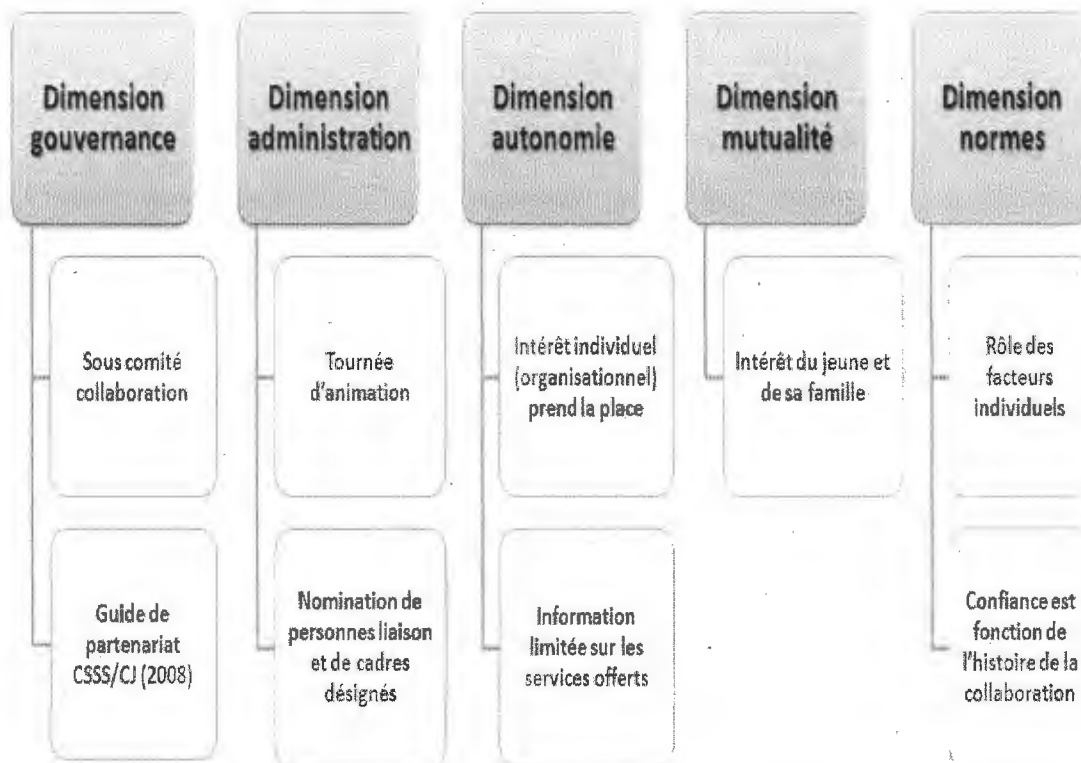 Dimension
gouvernance
Sous comité
collaboration
Guide de
partenariat
CSSS/CJ (2008)
Dimension
administration
Tournée
d'animation
Nomination de
personnes liaison
et de cadres
désignés
Dimension
autonomie
Intérêt individuel
(organisationnel)
prend la place
Information
limitée sur les
services offerts
Dimension
mutualité
Intérêt du jeune et
de sa famille
Dimension
normes
Rôle des
facteurs
individuels
Confiance est
fonction de
l'histoire de la
collaboration